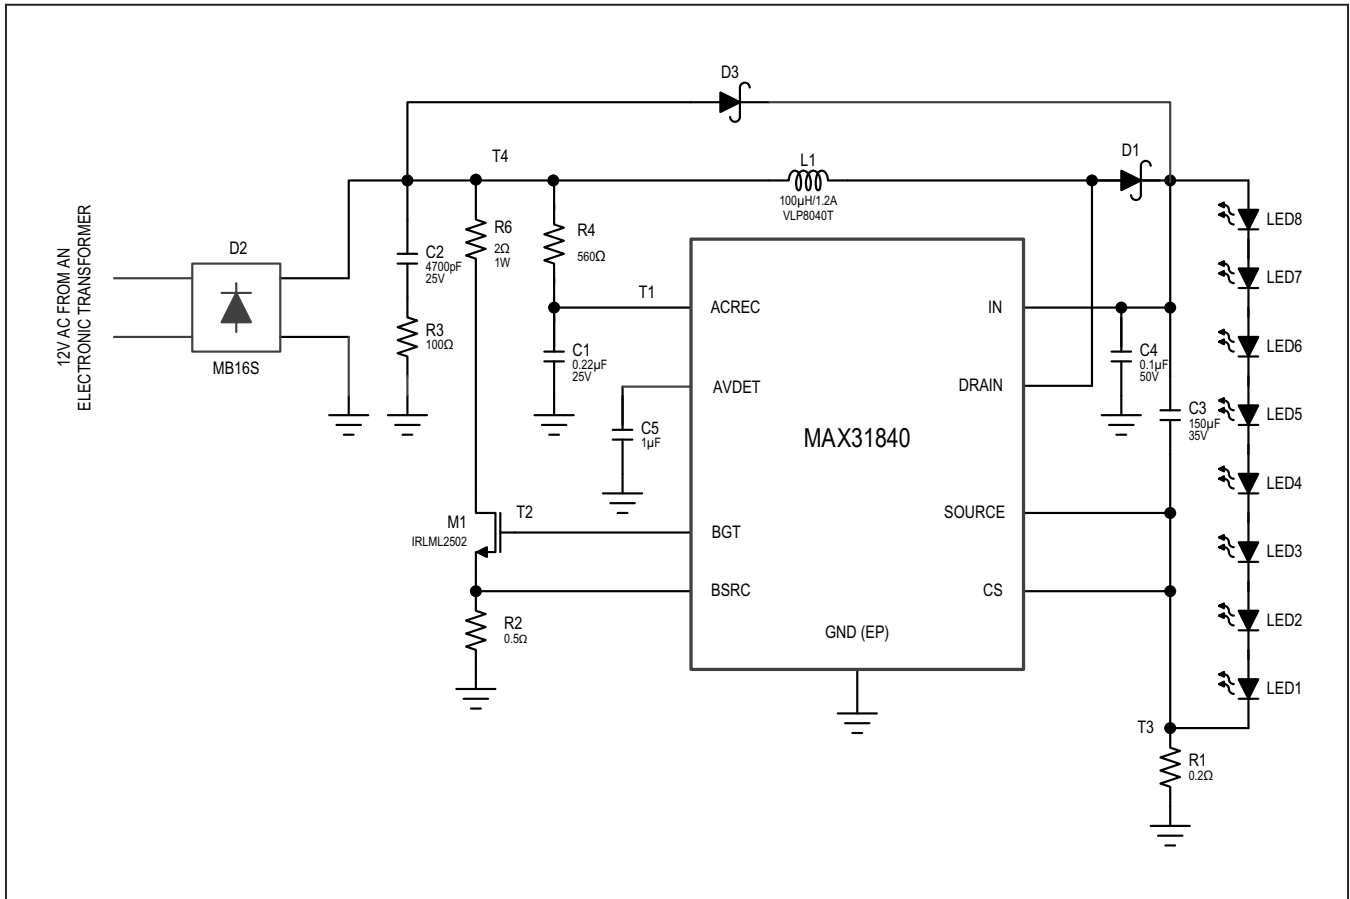 D3
T4
L1
100µH/1.2A
VLP8040T
D1
12V AC FROM AN
ELECTRONIC TRANSFORMER
D2
MB16S
C2
4700pF
25V
R3
100Ω
R6
2Ω
1W
R4
560Ω
T1
C1
0.22µF
25V
C5
1µF
ACREC
AVDET
BGT
BSRC
MAX31840
GND (EP)
IN
DRAIN
SOURCE
CS
T2
M1
IRLML2502
R2
0.5Ω
C4
0.1µF
50V
C3
150µF
35V
LED8
LED7
LED6
LED5
LED4
LED3
LED2
LED1
T3
R1
0.2Ω